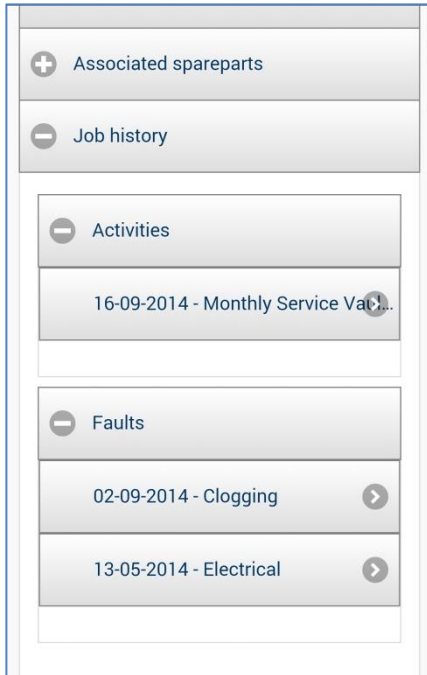 Associated spareparts
Job history
Activities
16-09-2014 - Monthly Service
Faults
02-09-2014 - Clogging
13-05-2014 - Electrical